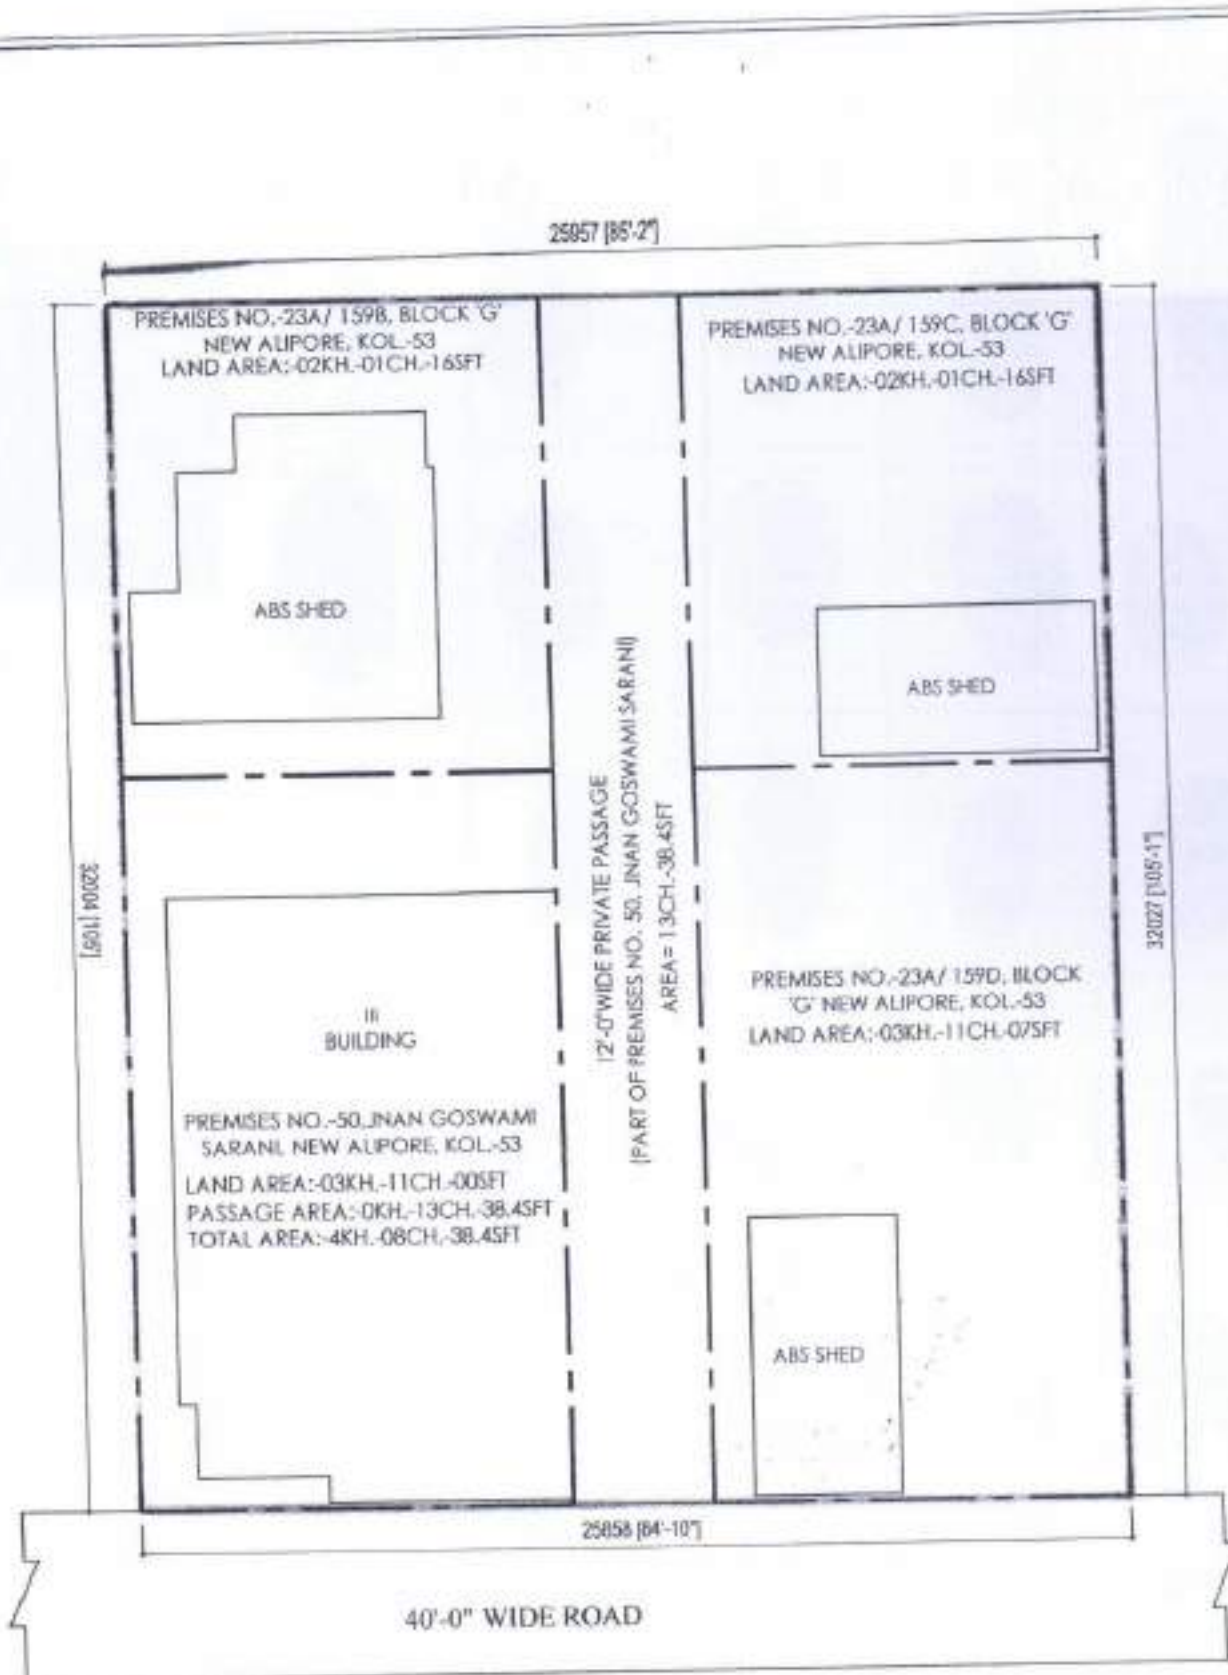 25957 [85'-2"]
PREMISES NO.-23A/ 159B, BLOCK 'G'
NEW ALIPORE, KOL.-53
LAND AREA:-02KH.-01CH.-16SFT
PREMISES NO.-23A/ 159C, BLOCK 'G'
NEW ALIPORE, KOL.-53
LAND AREA:-02KH.-01CH.-16SFT
ABS SHED
ABS SHED
32004 [105']
12'-0"WIDE PRIVATE PASSAGE
(PART OF PREMISES NO. 50, JNAN GOSWAMI SARANI)
AREA= 13CH.-38.4SFT
32027 [105'-1"]
III
BUILDING
PREMISES NO.-50,JNAN GOSWAMI
SARANI, NEW ALIPORE, KOL.-53
LAND AREA:-03KH.-11CH.-00SFT
PASSAGE AREA:-0KH.-13CH.-38.4SFT
TOTAL AREA:-4KH.-08CH.-38.4SFT
PREMISES NO.-23A/ 159D, BLOCK
'G' NEW ALIPORE, KOL.-53
LAND AREA:-03KH.-11CH.-07SFT
ABS SHED
25858 [84'-10"]
40'-0" WIDE ROAD